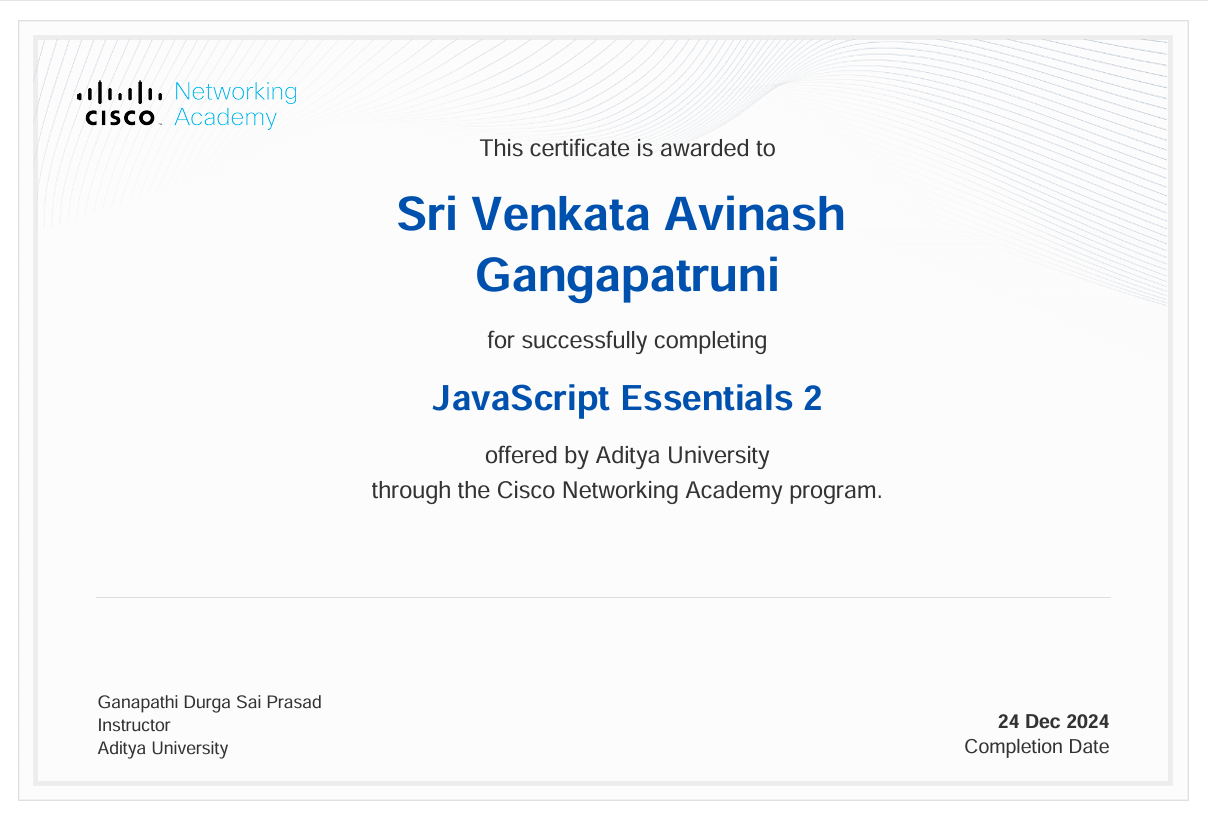 Networking
CISCO Academy
This certificate is awarded to
Sri Venkata Avinash
Gangapatruni
for successfully completing
JavaScript Essentials 2
offered by Aditya University
through the Cisco Networking Academy program.
Ganapathi Durga Sai Prasad
Instructor
Aditya University
24 Dec 2024
Completion Date